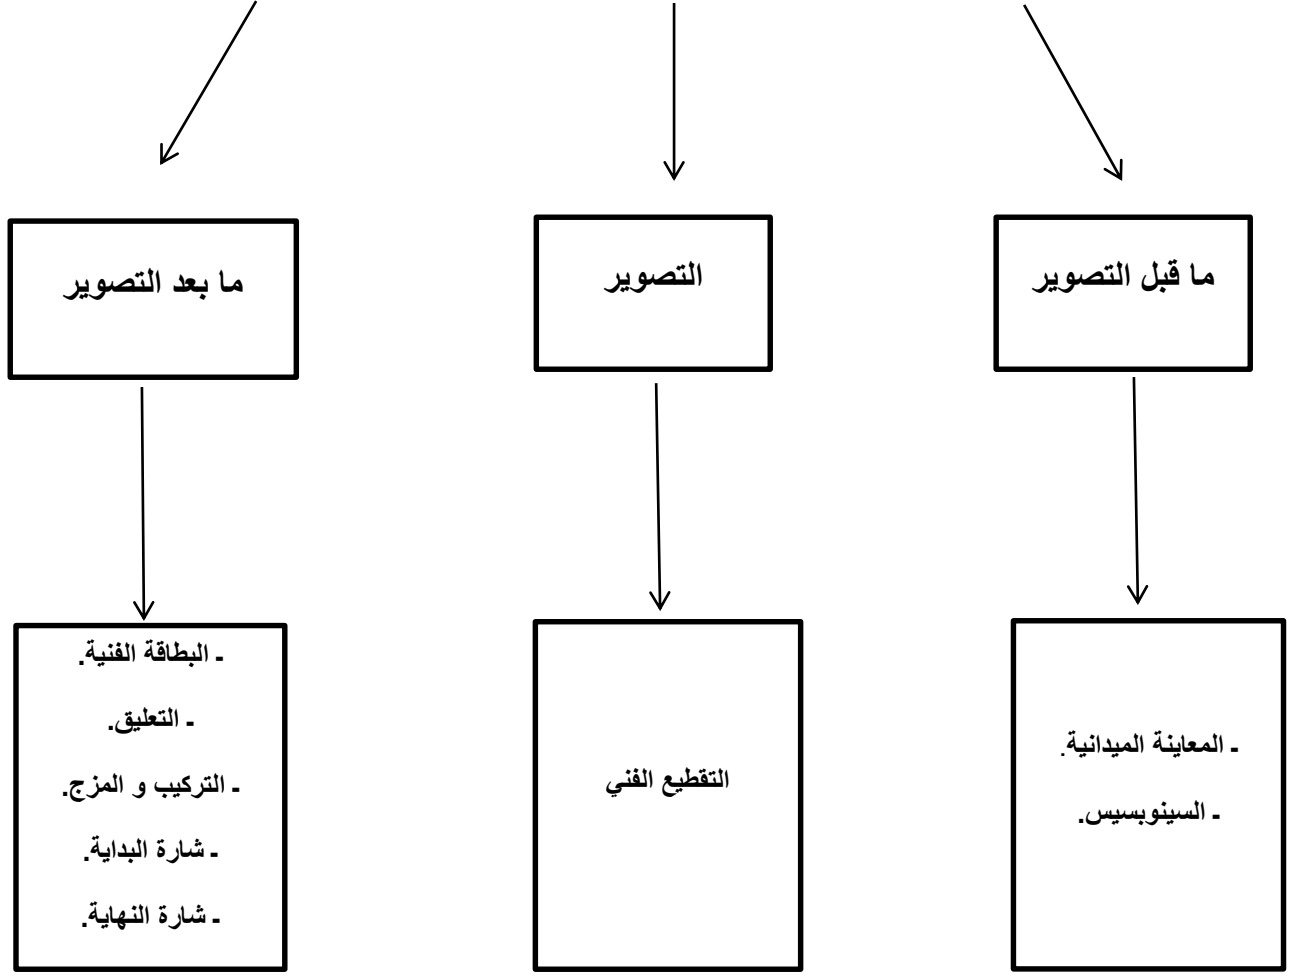 ما قبل التصوير
التصوير
ما بعد التصوير
ـ المعاينة الميدانية.
ـ السينوبسيس.
التقطيع الفني
ـ البطاقة الفنية.
ـ التعليق.
ـ التركيب و المزج.
ـ شارة البداية.
ـ شارة النهاية.